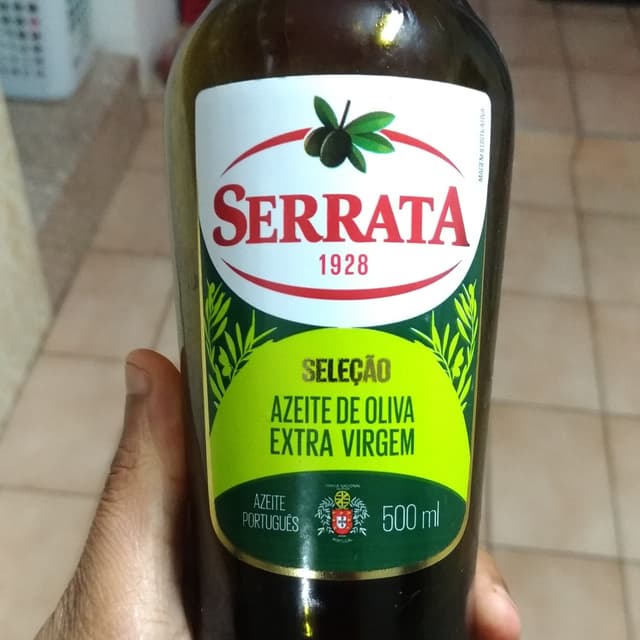 SERRATA
1928
SELEÇÃO
AZEITE DE OLIVA
EXTRA VIRGEM
AZEITE
PORTUGUÊS
500 ml